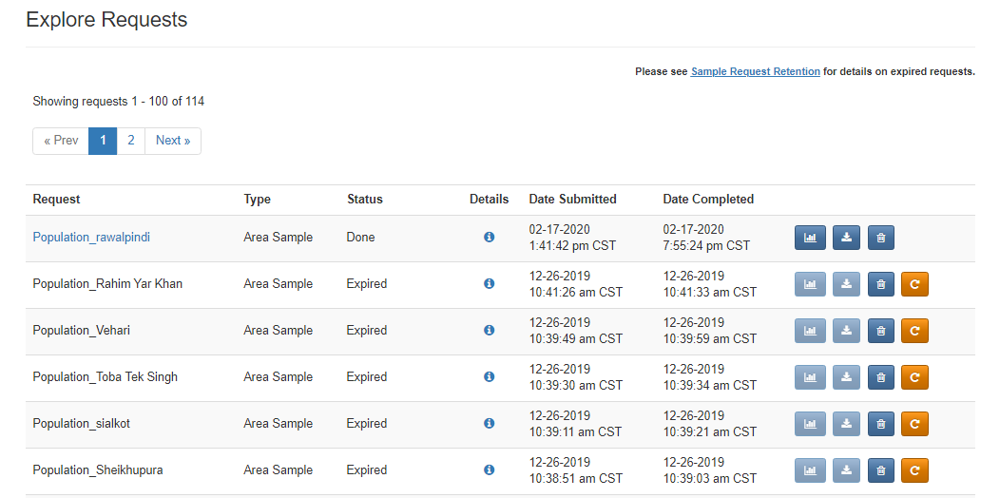 Explore Requests
Please see Sample Request Retention for details on expired requests.
Showing requests 1 - 100 of 114
« Prev 1 2 Next »
Request Type Status Details Date Submitted Date Completed
Population_rawalpindi Area Sample Done 02-17-2020 1:41:42 pm CST 02-17-2020 7:55:24 pm CST
Population_Rahim Yar Khan Area Sample Expired 12-26-2019 10:41:26 am CST 12-26-2019 10:41:33 am CST
Population_Vehari Area Sample Expired 12-26-2019 10:39:49 am CST 12-26-2019 10:39:59 am CST
Population_Toba Tek Singh Area Sample Expired 12-26-2019 10:39:30 am CST 12-26-2019 10:39:34 am CST
Population_sialkot Area Sample Expired 12-26-2019 10:39:11 am CST 12-26-2019 10:39:21 am CST
Population_Sheikhupura Area Sample Expired 12-26-2019 10:38:51 am CST 12-26-2019 10:39:03 am CST